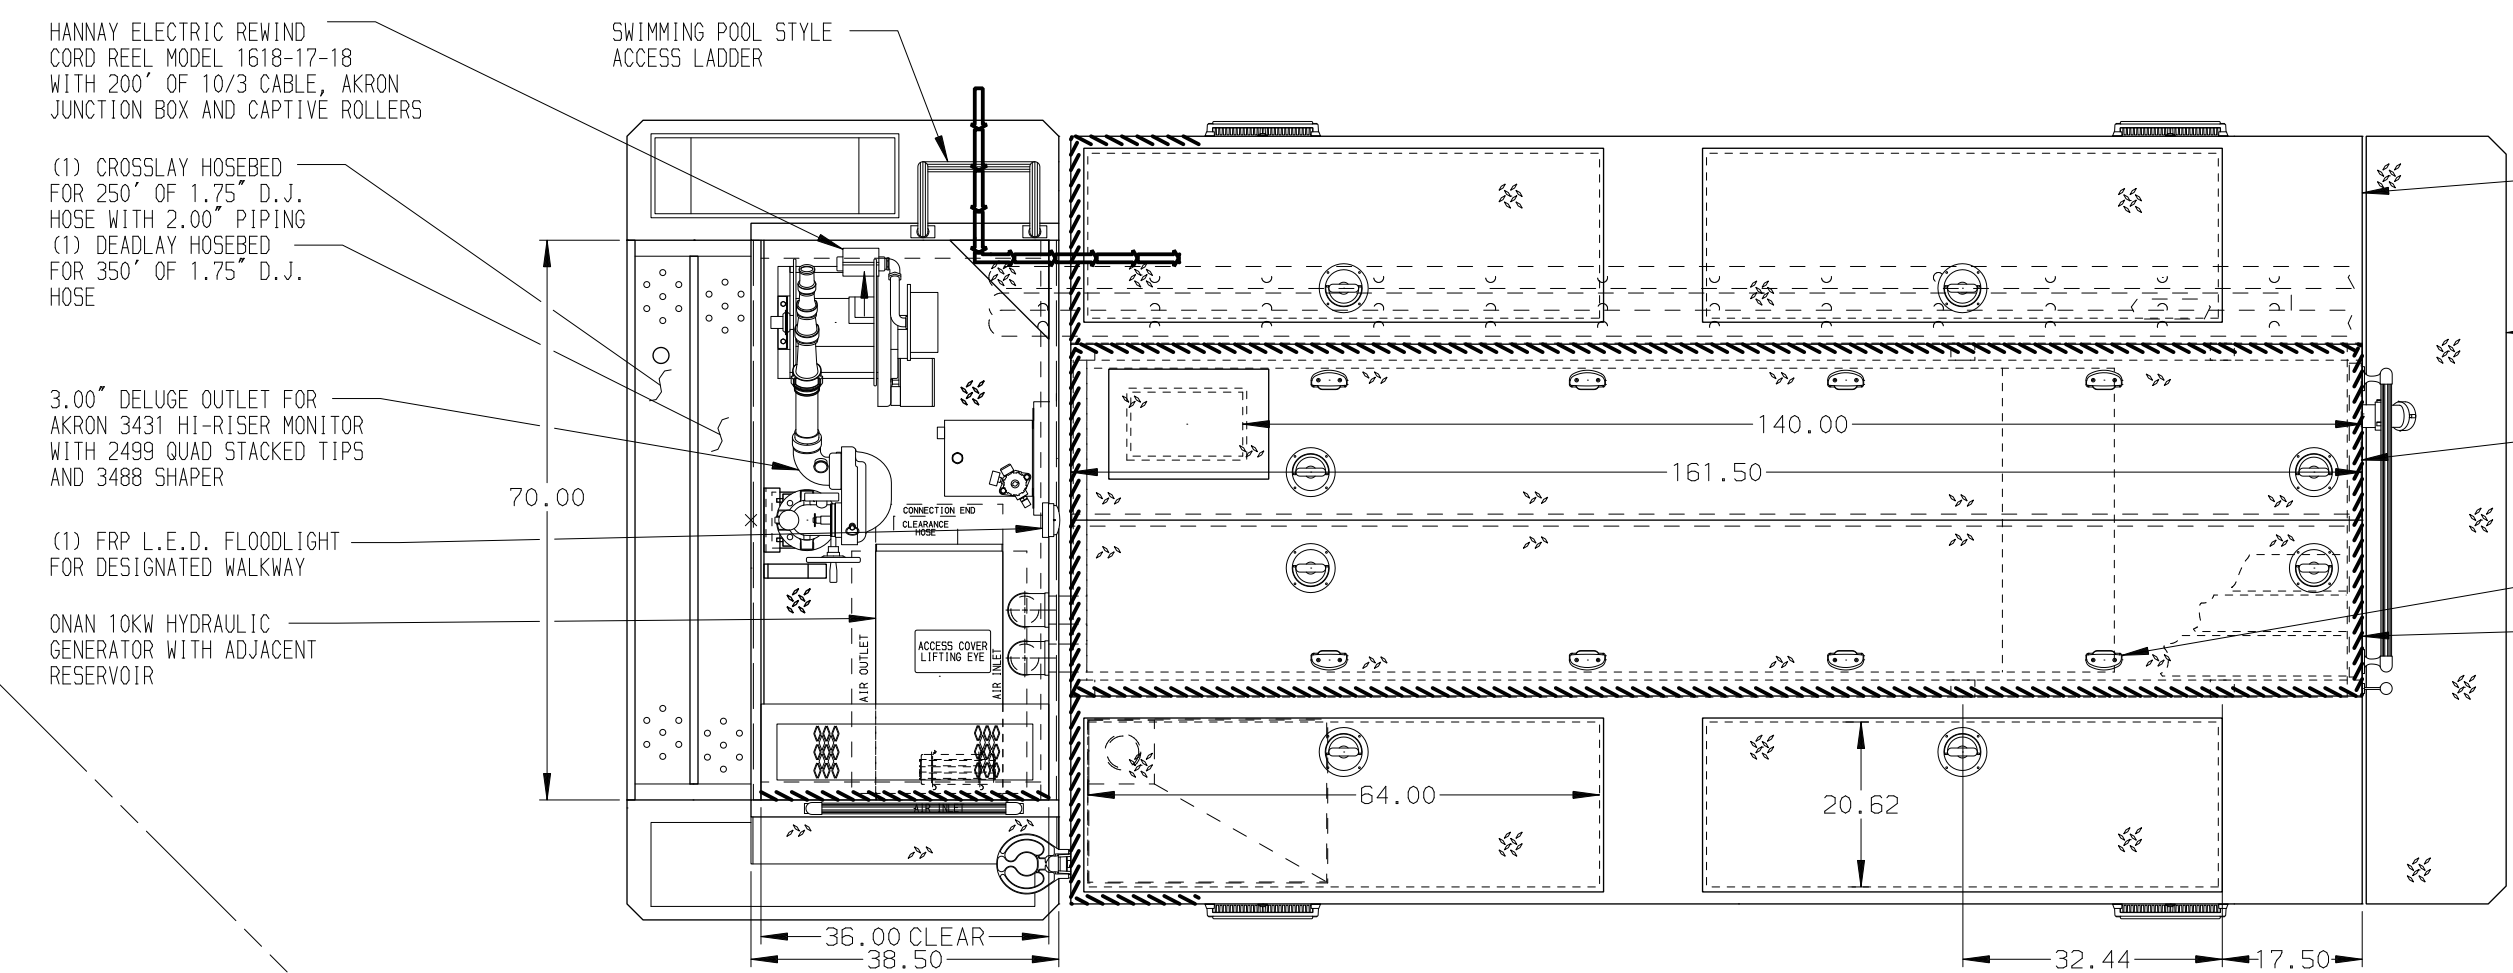 HANNAY ELECTRIC REWIND
CORD REEL MODEL 1618-17-18
WITH 200' OF 10/3 CABLE, AKRON
JUNCTION BOX AND CAPTIVE ROLLERS
SWIMMING POOL STYLE
ACCESS LADDER
(1) CROSSLAY HOSEBED
FOR 250' OF 1.75" D.J.
HOSE WITH 2.00" PIPING
(1) DEADLAY HOSEBED
FOR 350' OF 1.75" D.J.
HOSE
3.00" DELUGE OUTLET FOR
AKRON 3431 HI-RISER MONITOR
WITH 2499 QUAD STACKED TIPS
AND 3488 SHAPER
(1) FRP L.E.D. FLOODLIGHT
FOR DESIGNATED WALKWAY
ONAN 10KW HYDRAULIC
GENERATOR WITH ADJACENT
RESERVOIR
70.00
CONNECTION END
CLEARANCE
HOSE
ACCESS COVER
LIFTING EYE
AIR OUTLET
AIR INLET
AIR INLET
140.00
161.50
64.00
20.62
36.00 CLEAR
38.50
32.44
17.50